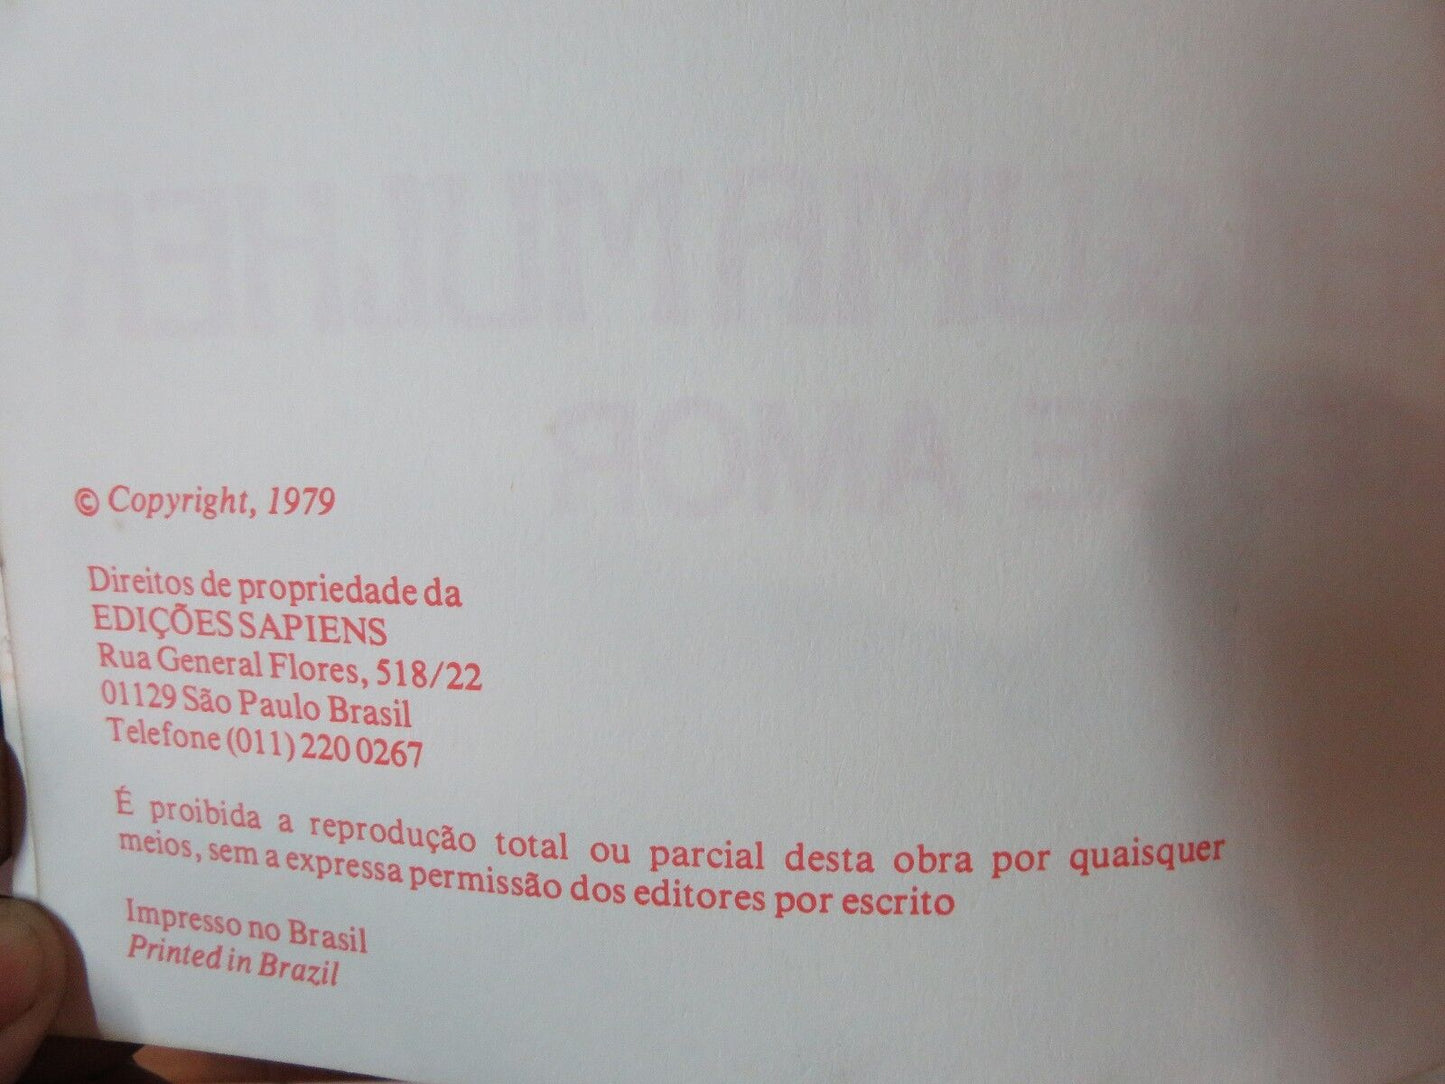 © Copyright, 1979
Direitos de propriedade da
EDIÇÕES SAPIENS
Rua General Flores, 518/22
01129 São Paulo Brasil
Telefone (011) 220 0267
É proibida a reprodução total ou parcial desta obra por quaisquer
meios, sem a expressa permissão dos editores por escrito
Impresso no Brasil
Printed in Brazil